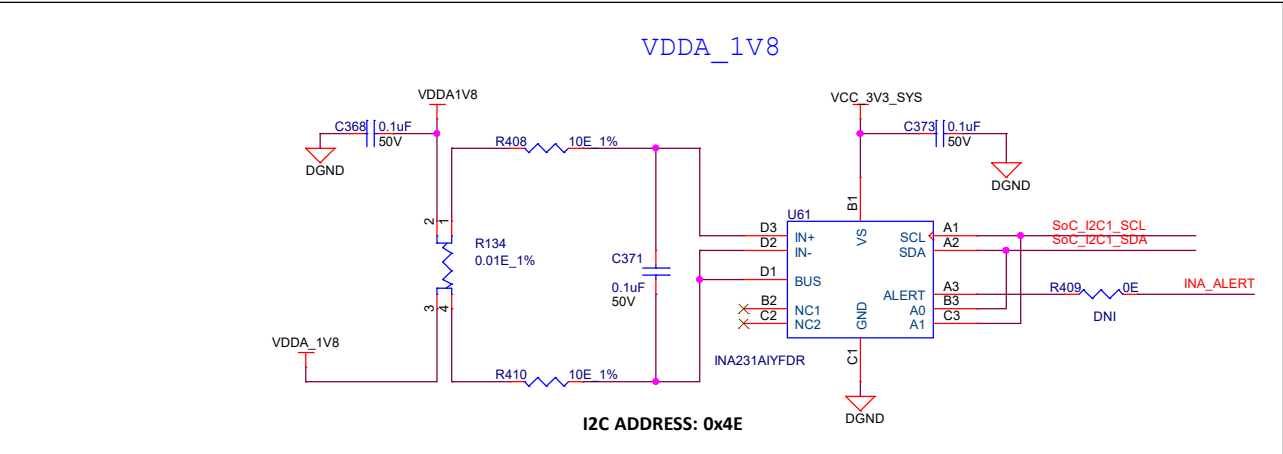 VDDA_1V8
VDDA1V8
VCC_3V3_SYS
C368 0.1uF
50V
C373 0.1uF
50V
R408 10E_1%
DGND
DGND
2
1
B1
U61
R134
0.01E_1%
D3 IN+
D2 IN-
VS
SCL A1 SoC_I2C1_SCL
SDA A2 SoC_I2C1_SDA
C371
0.1uF
50V
D1 BUS
ALERT A3 R409 0E INA_ALERT
B2 NC1
A0 B3
DNI
C2 NC2
GND
A1 C3
3
4
VDDA_1V8
C1
INA231AIYFDR
R410 10E_1%
DGND
I2C ADDRESS: 0x4E